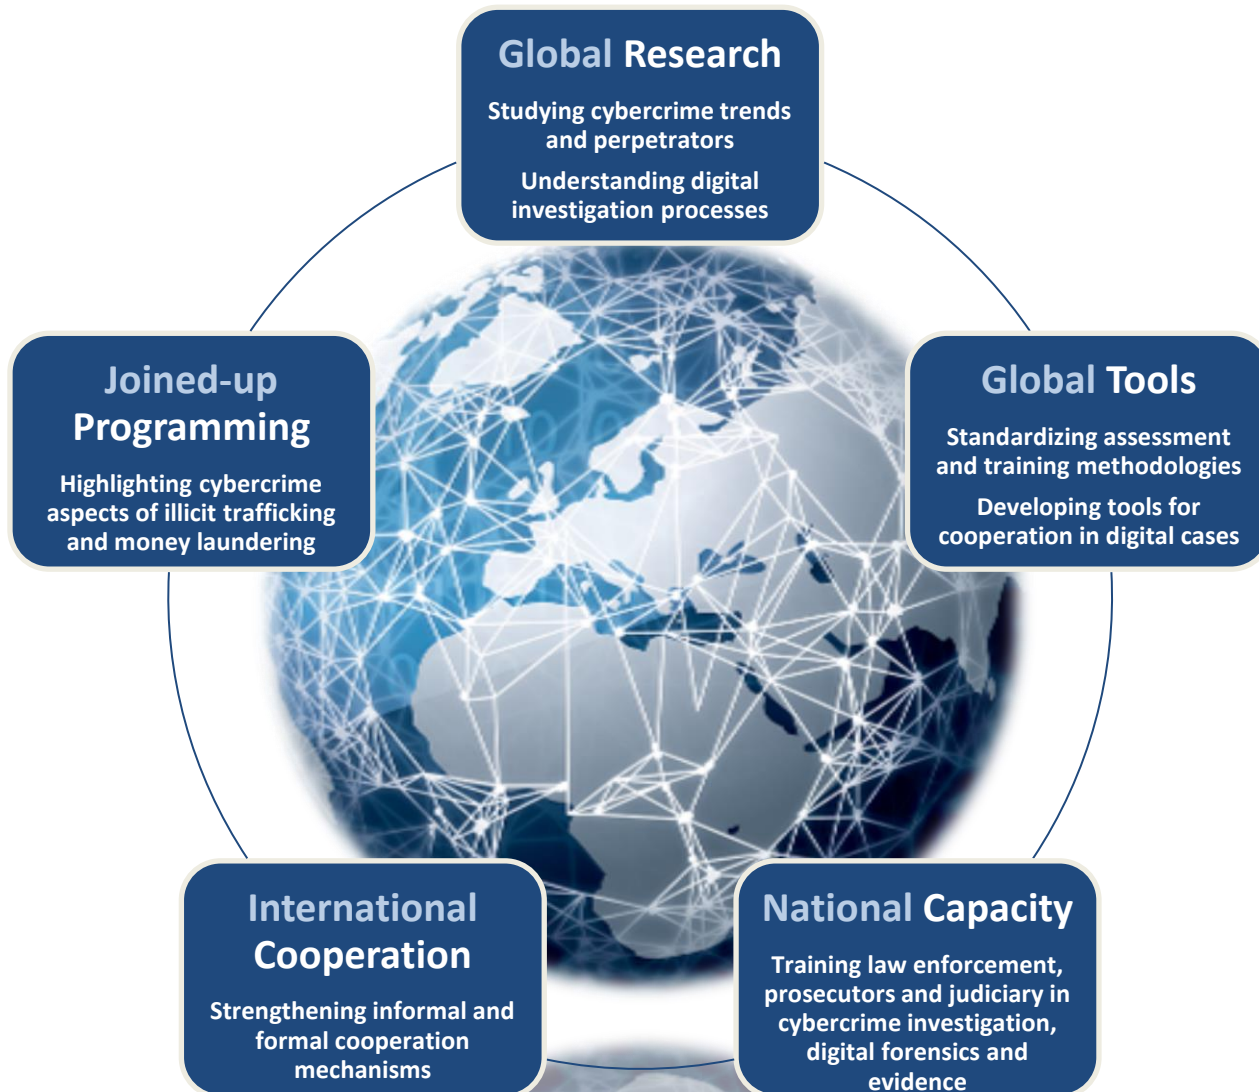 Global Research
Studying cybercrime trends
and perpetrators
Understanding digital
investigation processes
Joined-up
Programming
Highlighting cybercrime
aspects of illicit trafficking
and money laundering
Global Tools
Standardizing assessment
and training methodologies
Developing tools for
cooperation in digital cases
International
Cooperation
Strengthening informal and
formal cooperation
mechanisms
National Capacity
Training law enforcement,
prosecutors and judiciary in
cybercrime investigation,
digital forensics and
evidence